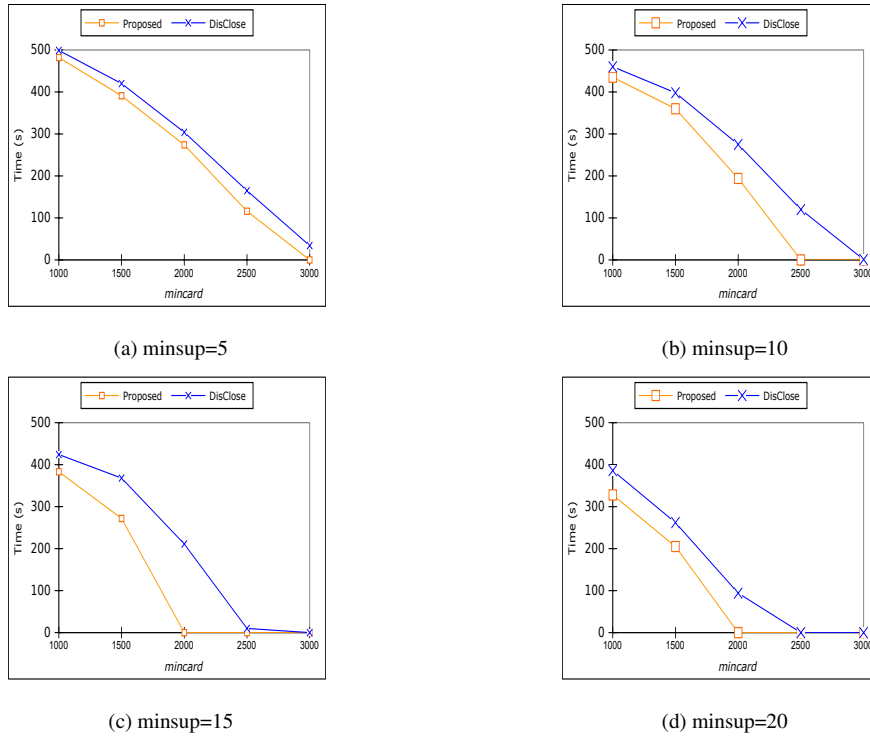 Proposed DisClose
500
400
300
200
100
0
Time (s)
1000 1500 2000 2500 3000
mincard
(a) minsup=5
Proposed DisClose
500
400
300
200
100
0
Time (s)
1000 1500 2000 2500 3000
mincard
(b) minsup=10
Proposed DisClose
500
400
300
200
100
0
Time (s)
1000 1500 2000 2500 3000
mincard
(c) minsup=15
Proposed DisClose
500
400
300
200
100
0
Time (s)
1000 1500 2000 2500 3000
mincard
(d) minsup=20